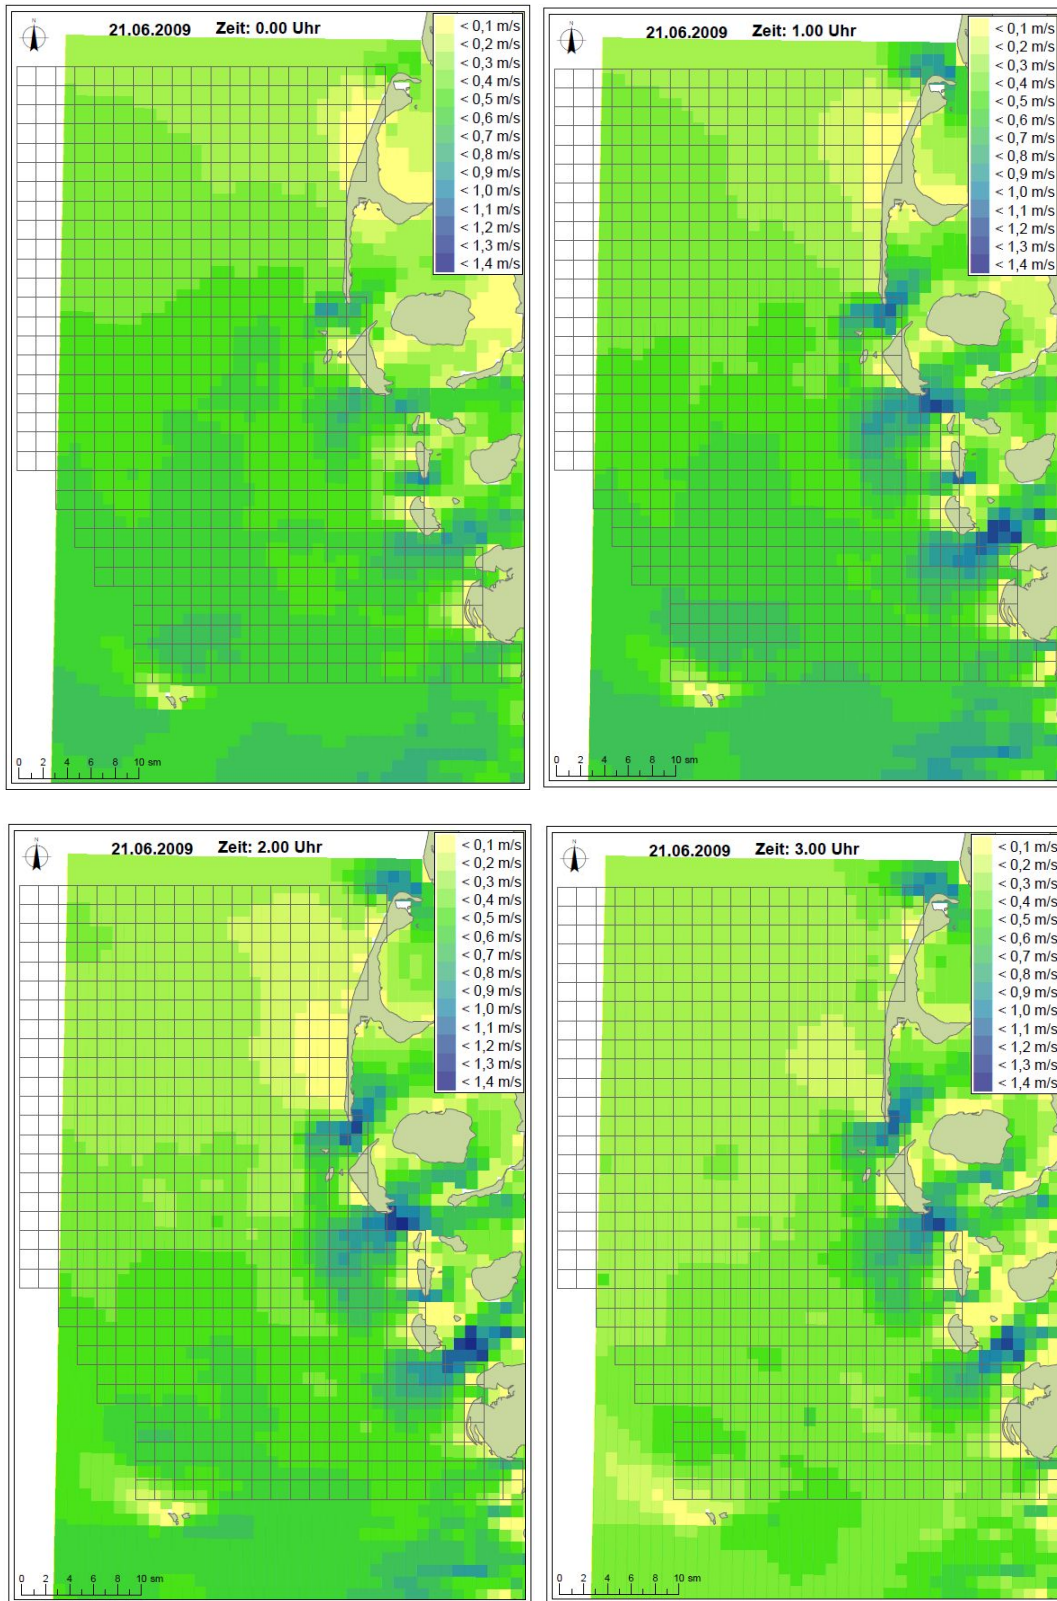 N
21.06.2009 Zeit: 0.00 Uhr
< 0,1 m/s
< 0,2 m/s
< 0,3 m/s
< 0,4 m/s
< 0,5 m/s
< 0,6 m/s
< 0,7 m/s
< 0,8 m/s
< 0,9 m/s
< 1,0 m/s
< 1,1 m/s
< 1,2 m/s
< 1,3 m/s
< 1,4 m/s
0 2 4 6 8 10 sm
N
21.06.2009 Zeit: 1.00 Uhr
< 0,1 m/s
< 0,2 m/s
< 0,3 m/s
< 0,4 m/s
< 0,5 m/s
< 0,6 m/s
< 0,7 m/s
< 0,8 m/s
< 0,9 m/s
< 1,0 m/s
< 1,1 m/s
< 1,2 m/s
< 1,3 m/s
< 1,4 m/s
0 2 4 6 8 10 sm
N
21.06.2009 Zeit: 2.00 Uhr
< 0,1 m/s
< 0,2 m/s
< 0,3 m/s
< 0,4 m/s
< 0,5 m/s
< 0,6 m/s
< 0,7 m/s
< 0,8 m/s
< 0,9 m/s
< 1,0 m/s
< 1,1 m/s
< 1,2 m/s
< 1,3 m/s
< 1,4 m/s
0 2 4 6 8 10 sm
N
21.06.2009 Zeit: 3.00 Uhr
< 0,1 m/s
< 0,2 m/s
< 0,3 m/s
< 0,4 m/s
< 0,5 m/s
< 0,6 m/s
< 0,7 m/s
< 0,8 m/s
< 0,9 m/s
< 1,0 m/s
< 1,1 m/s
< 1,2 m/s
< 1,3 m/s
< 1,4 m/s
0 2 4 6 8 10 sm